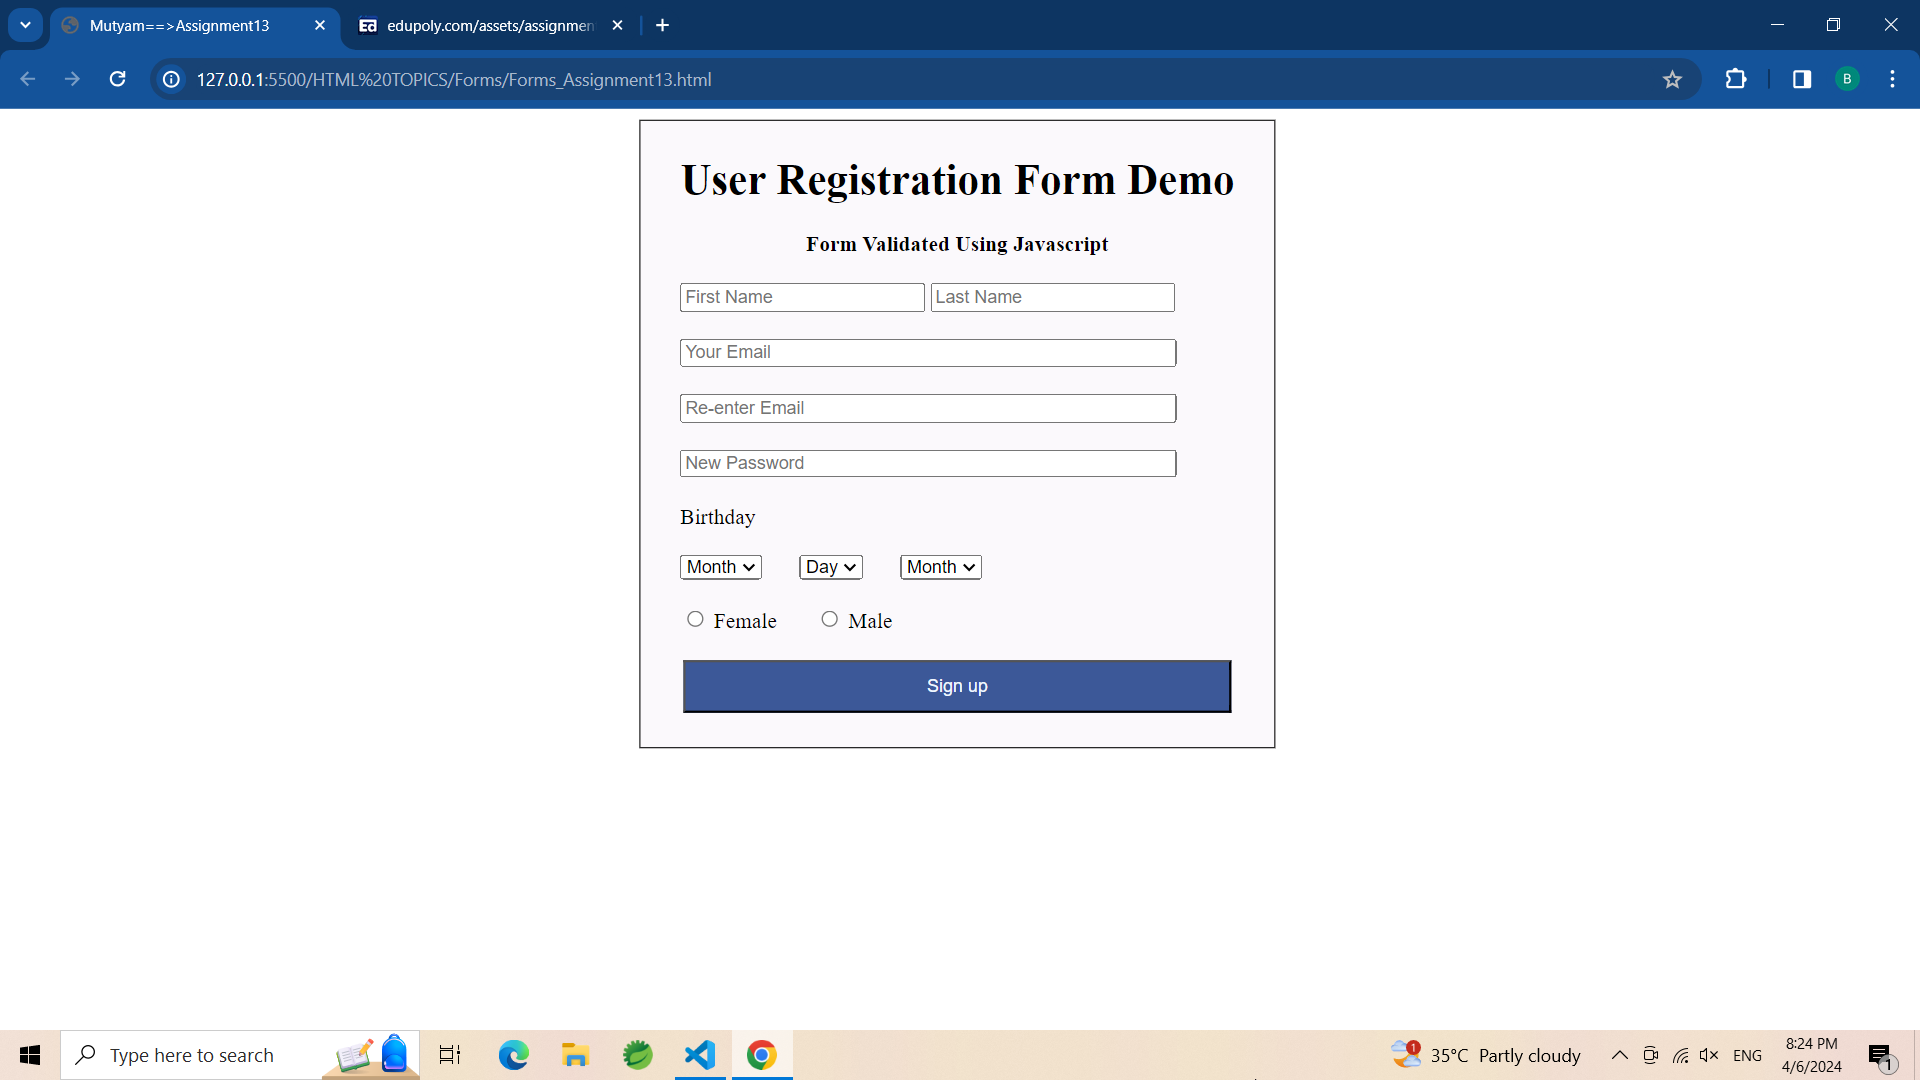 Mutyam==>Assignment13
edupoly.com/assets/assignmen
127.0.0.1:5500/HTML%20TOPICS/Forms/Forms_Assignment13.html
B
User Registration Form Demo
Form Validated Using Javascript
First Name Last Name
Your Email
Re-enter Email
New Password
Birthday
Month Day Month
Female Male
Sign up
Type here to search
1 35°C Partly cloudy ENG 8:24 PM
4/6/2024
1